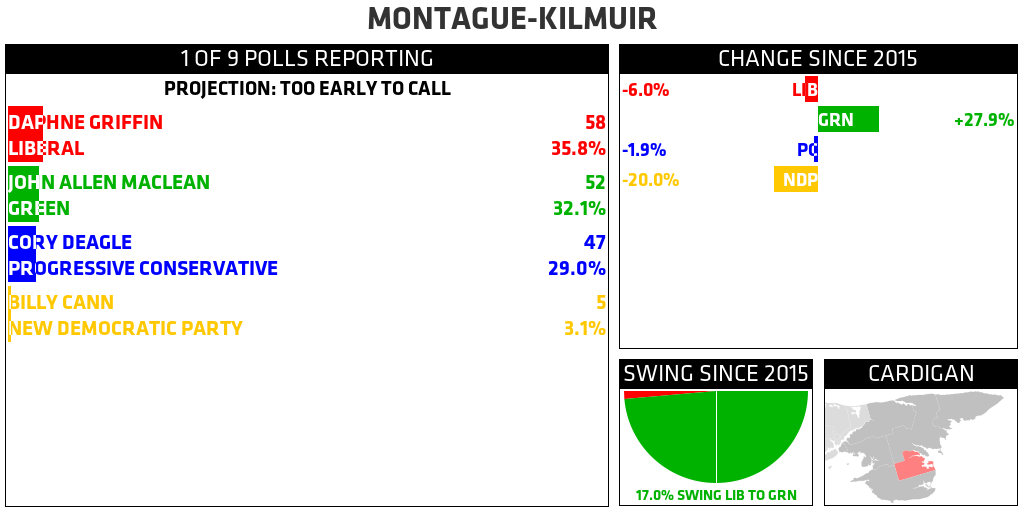 MONTAGUE-KILMUIR
1 OF 9 POLLS REPORTING
PROJECTION: TOO EARLY TO CALL
DAPHNE GRIFFIN 58
LIBERAL 35.8%
JOHN ALLEN MACLEAN 52
GREEN 32.1%
CORY DEAGLE 47
PROGRESSIVE CONSERVATIVE 29.0%
BILLY CANN 5
NEW DEMOCRATIC PARTY 3.1%
CHANGE SINCE 2015
-6.0% LIB
GRN +27.9%
-1.9% PC
-20.0% NDP
SWING SINCE 2015
17.0% SWING LIB TO GRN
CARDIGAN